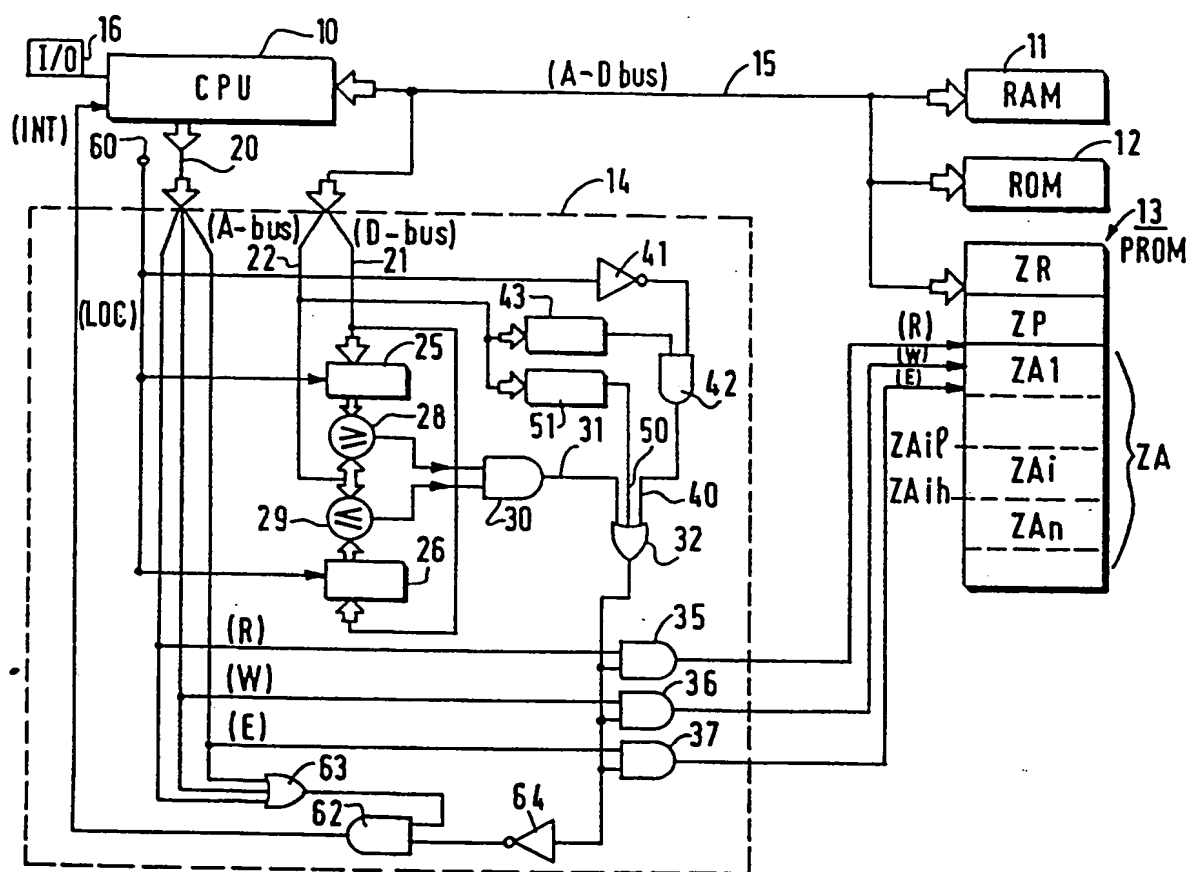 16
I/O
10
CPU
(A-D bus)
15
11
RAM
(INT)
60
20
12
ROM
14
13
PROM
(A-bus)
(D-bus)
22
21
41
ZR
(LOC)
43
(R)
ZP
25
(W)
ZA1
(E)
42
28
51
31
50
ZAiℓ
ZA
≥
ZAi
40
ZAih
29
≤
30
32
ZAn
26
35
(R)
36
(W)
37
(E)
63
62
64